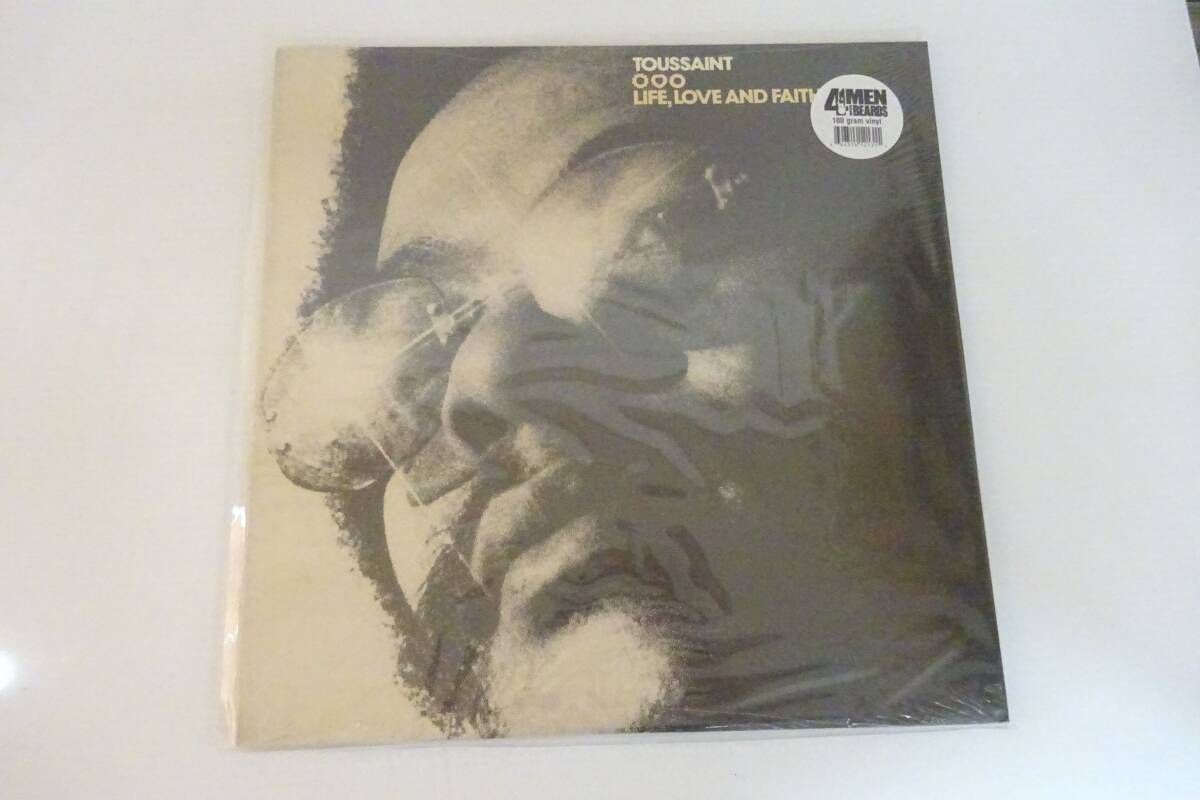 TOUSSAINT
LIFE, LOVE AND FAITH
4 MEN
BEARDS
180 gram vinyl